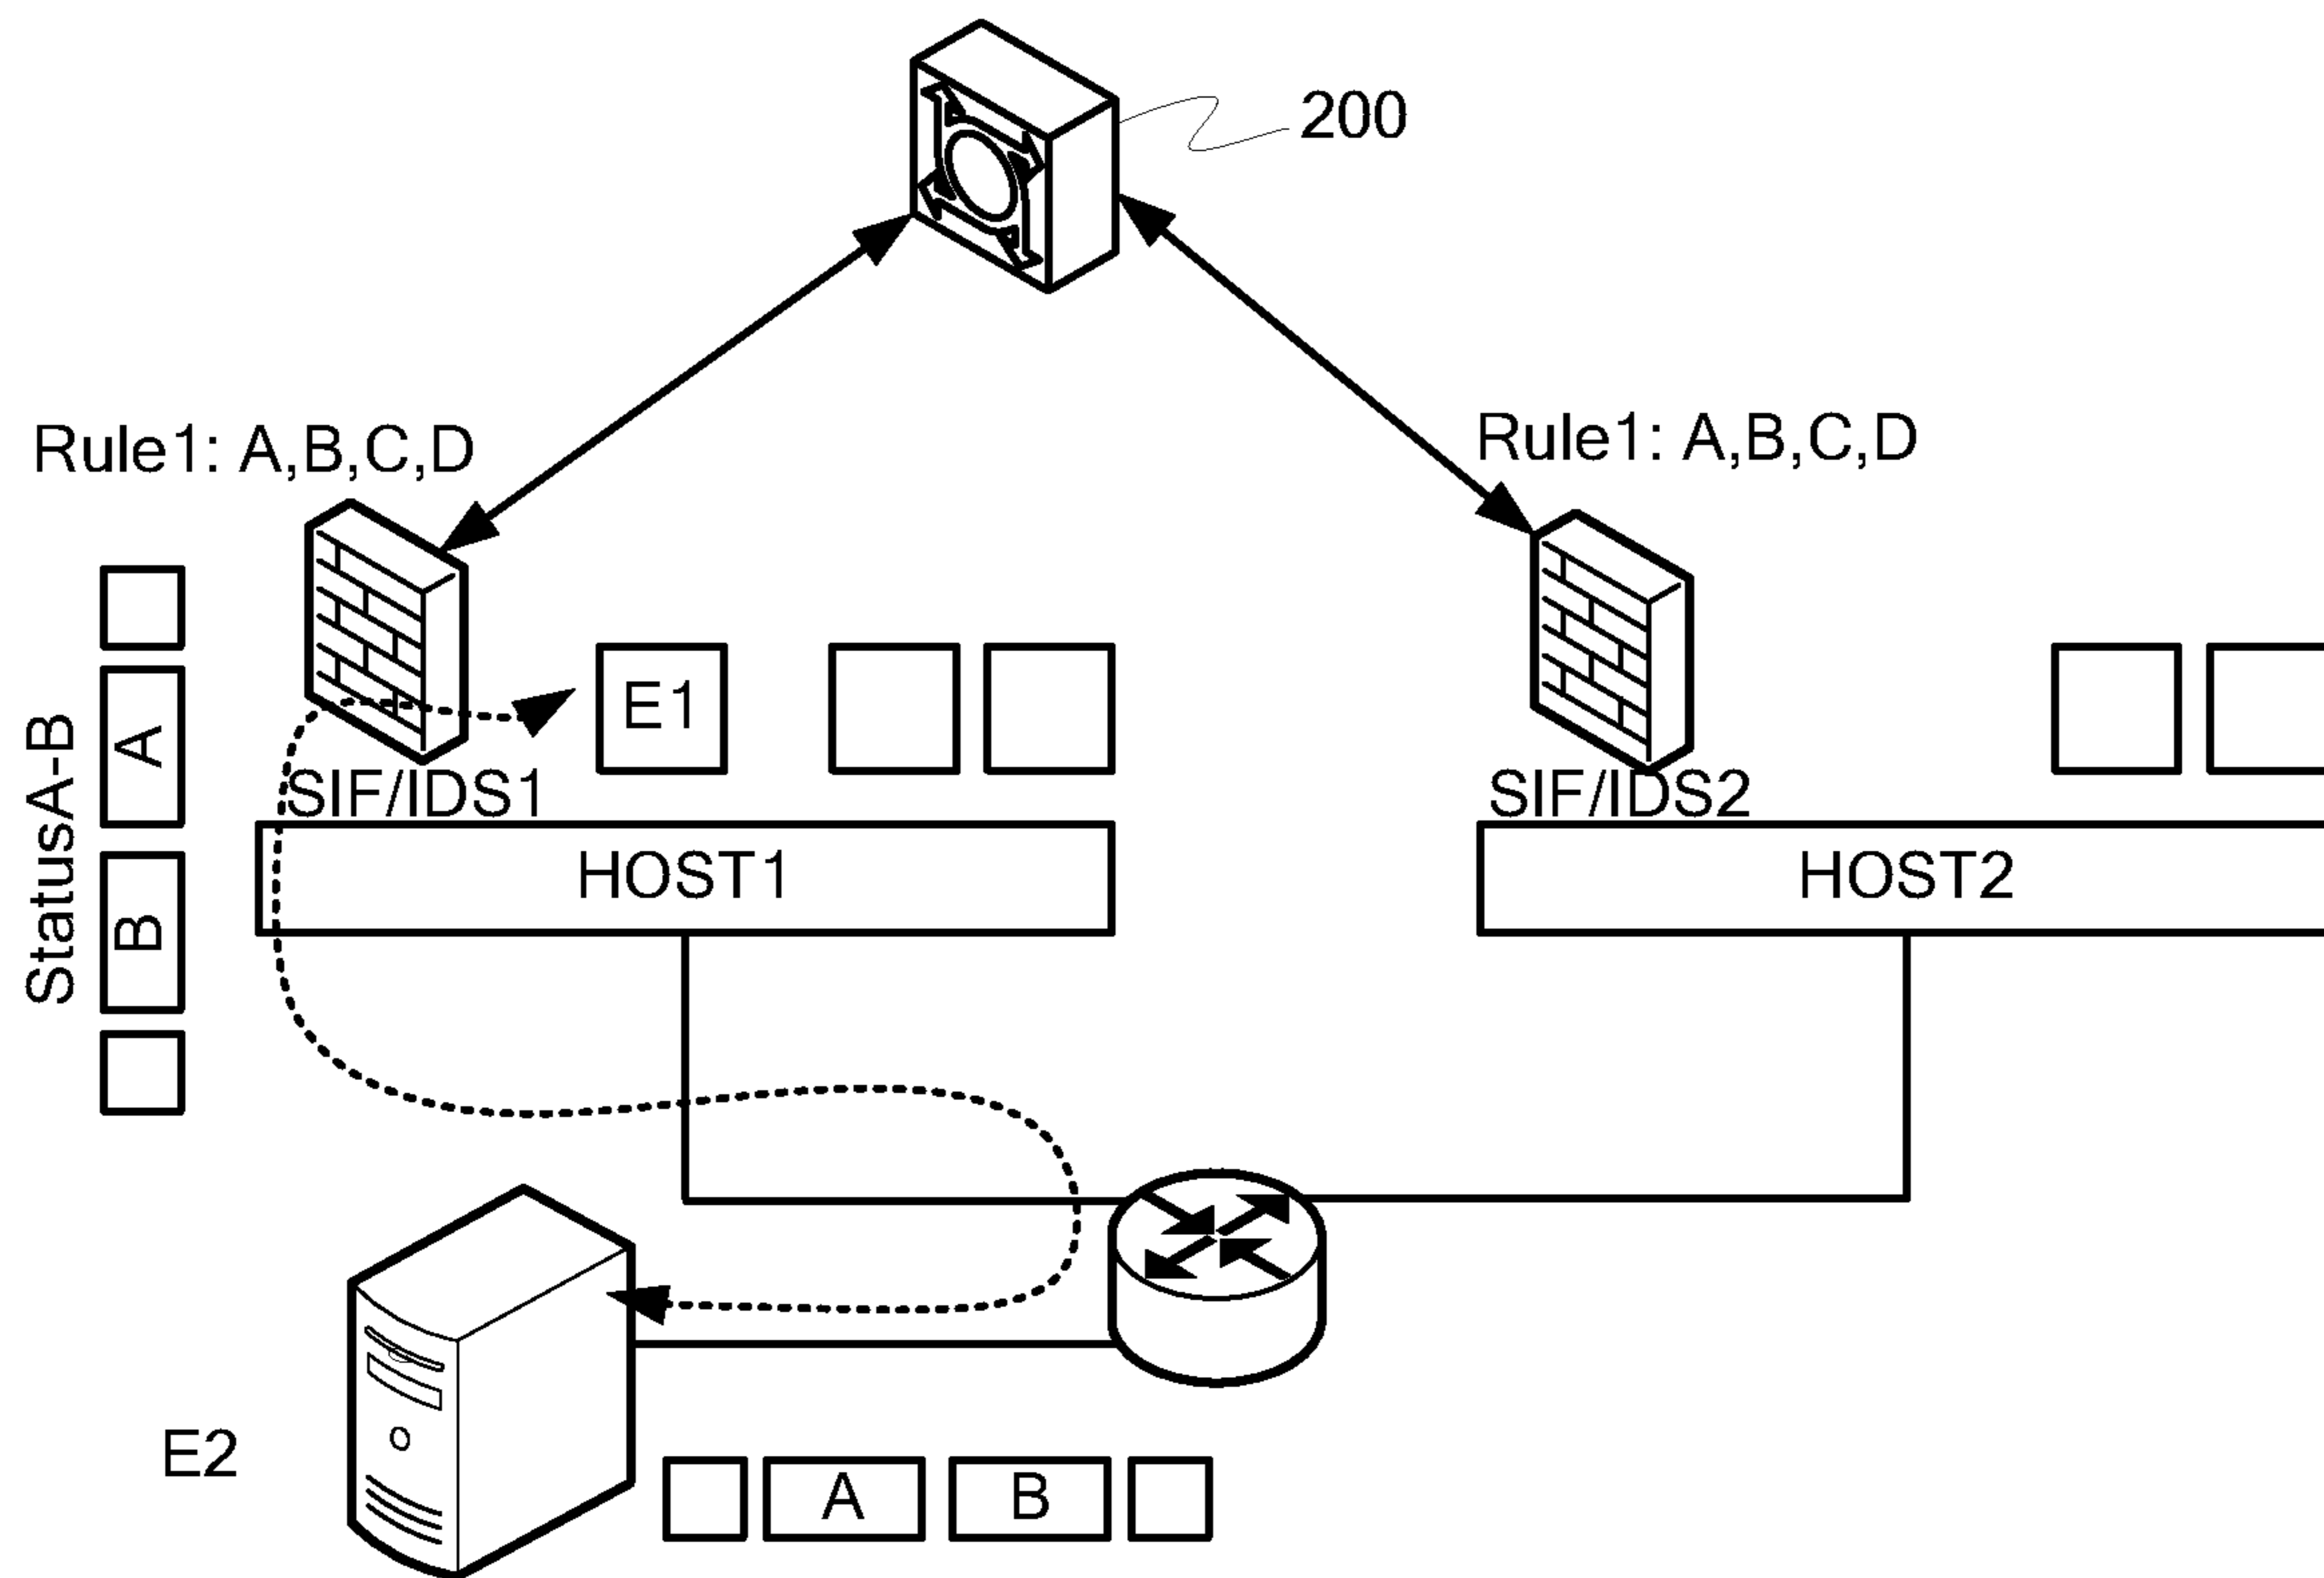 200
Rule1: A,B,C,D
Rule1: A,B,C,D
StatusA-B
A
B
E1
SIF/IDS1
SIF/IDS2
HOST1
HOST2
E2
A
B